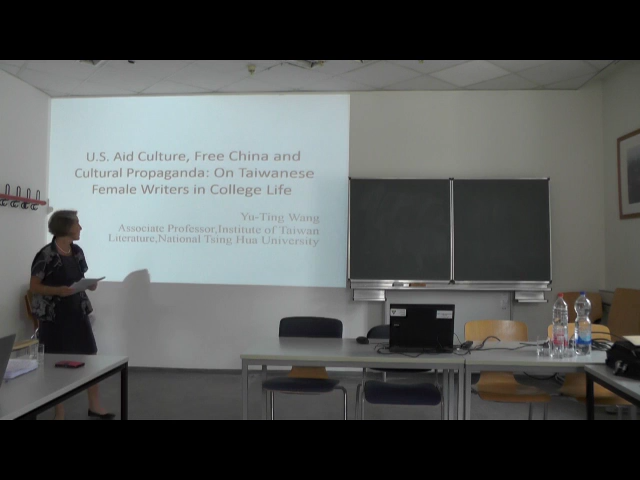 U.S. Aid Culture, Free China and
Cultural Propaganda: On Taiwanese
Female Writers in College Life
Yu-Ting Wang
Associate Professor,Institute of Taiwan
Literature,National Tsing Hua University